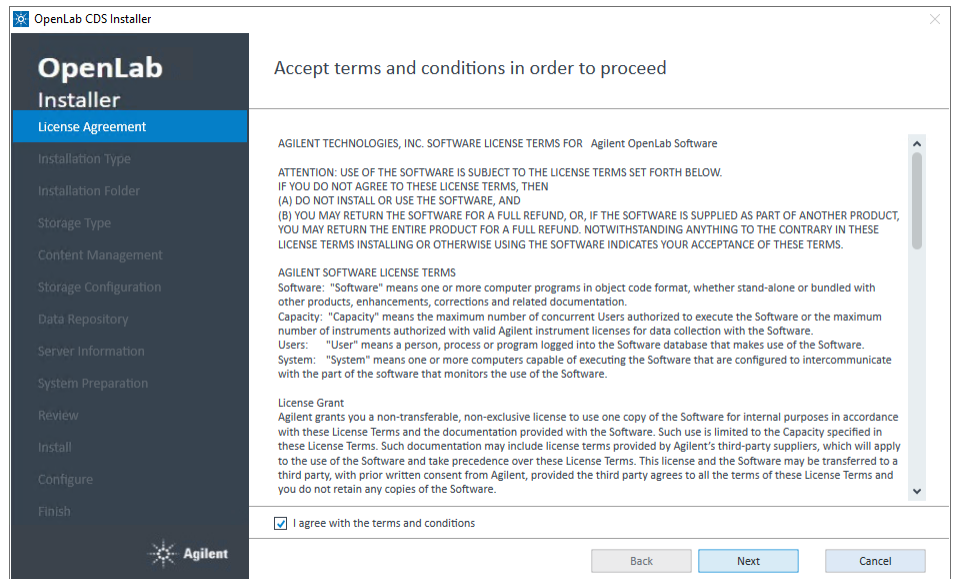 OpenLab CDS Installer
OpenLab
Installer
License Agreement
Installation Type
Installation Folder
Storage Type
Content Management
Storage Configuration
Data Repository
Server Information
System Preparation
Review
Install
Configure
Finish
Agilent
Accept terms and conditions in order to proceed
AGILENT TECHNOLOGIES, INC. SOFTWARE LICENSE TERMS FOR   Agilent OpenLab Software
ATTENTION: USE OF THE SOFTWARE IS SUBJECT TO THE LICENSE TERMS SET FORTH BELOW.
IF YOU DO NOT AGREE TO THESE LICENSE TERMS, THEN
(A) DO NOT INSTALL OR USE THE SOFTWARE, AND
(B) YOU MAY RETURN THE SOFTWARE FOR A FULL REFUND, OR, IF THE SOFTWARE IS SUPPLIED AS PART OF ANOTHER PRODUCT,
YOU MAY RETURN THE ENTIRE PRODUCT FOR A FULL REFUND. NOTWITHSTANDING ANYTHING TO THE CONTRARY IN THESE
LICENSE TERMS INSTALLING OR OTHERWISE USING THE SOFTWARE INDICATES YOUR ACCEPTANCE OF THESE TERMS.
AGILENT SOFTWARE LICENSE TERMS
Software:  "Software" means one or more computer programs in object code format, whether stand-alone or bundled with
other products, enhancements, corrections and related documentation.
Capacity:  "Capacity" means the maximum number of concurrent Users authorized to execute the Software or the maximum
number of instruments authorized with valid Agilent instrument licenses for data collection with the Software.
Users:     "User" means a person, process or program logged into the Software database that makes use of the Software.
System:   "System" means one or more computers capable of executing the Software that are configured to intercommunicate
with the part of the software that monitors the use of the Software.
License Grant
Agilent grants you a non-transferable, non-exclusive license to use one copy of the Software for internal purposes in accordance
with these License Terms and the documentation provided with the Software. Such use is limited to the Capacity specified in
these License Terms. Such documentation may include license terms provided by Agilent's third-party suppliers, which will apply
to the use of the Software and take precedence over these License Terms. This license and the Software may be transferred to a
third party, with prior written consent from Agilent, provided the third party agrees to all the terms of these License Terms and
you do not retain any copies of the Software.
I agree with the terms and conditions
Back
Next
Cancel